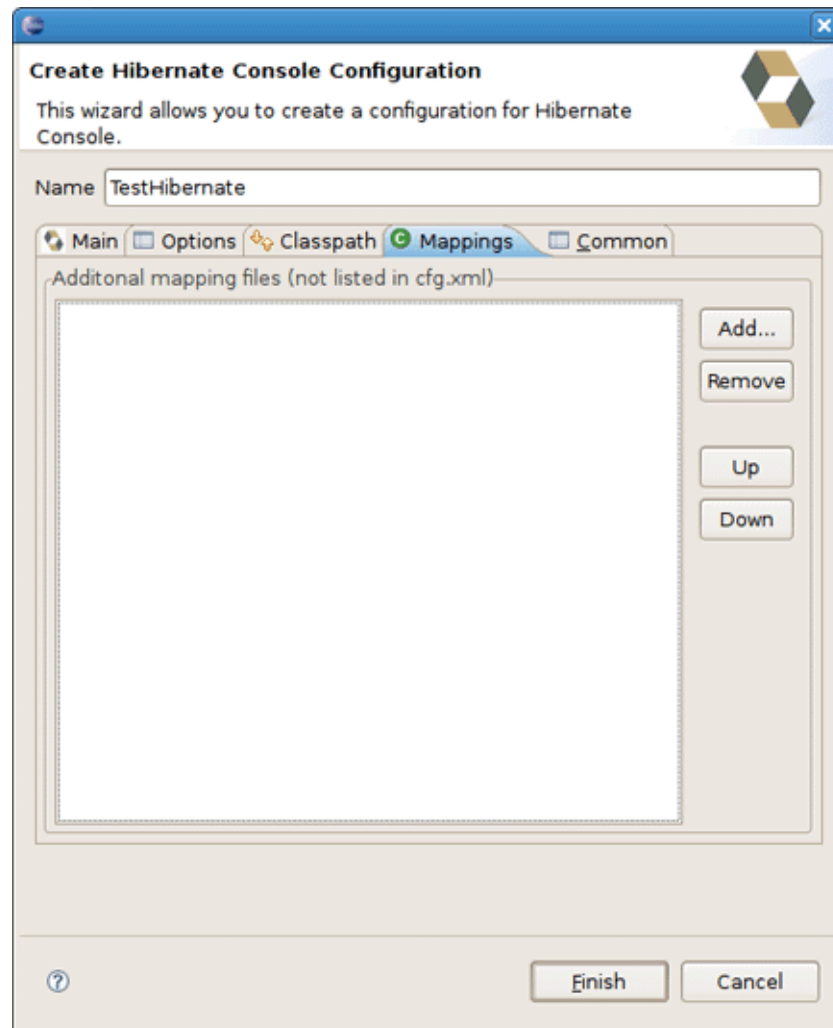 Create Hibernate Console Configuration
This wizard allows you to create a configuration for Hibernate
Console.
Name TestHibernate
Main Options Classpath Mappings Common
Additonal mapping files (not listed in cfg.xml)
Add...
Remove
Up
Down
Finish Cancel